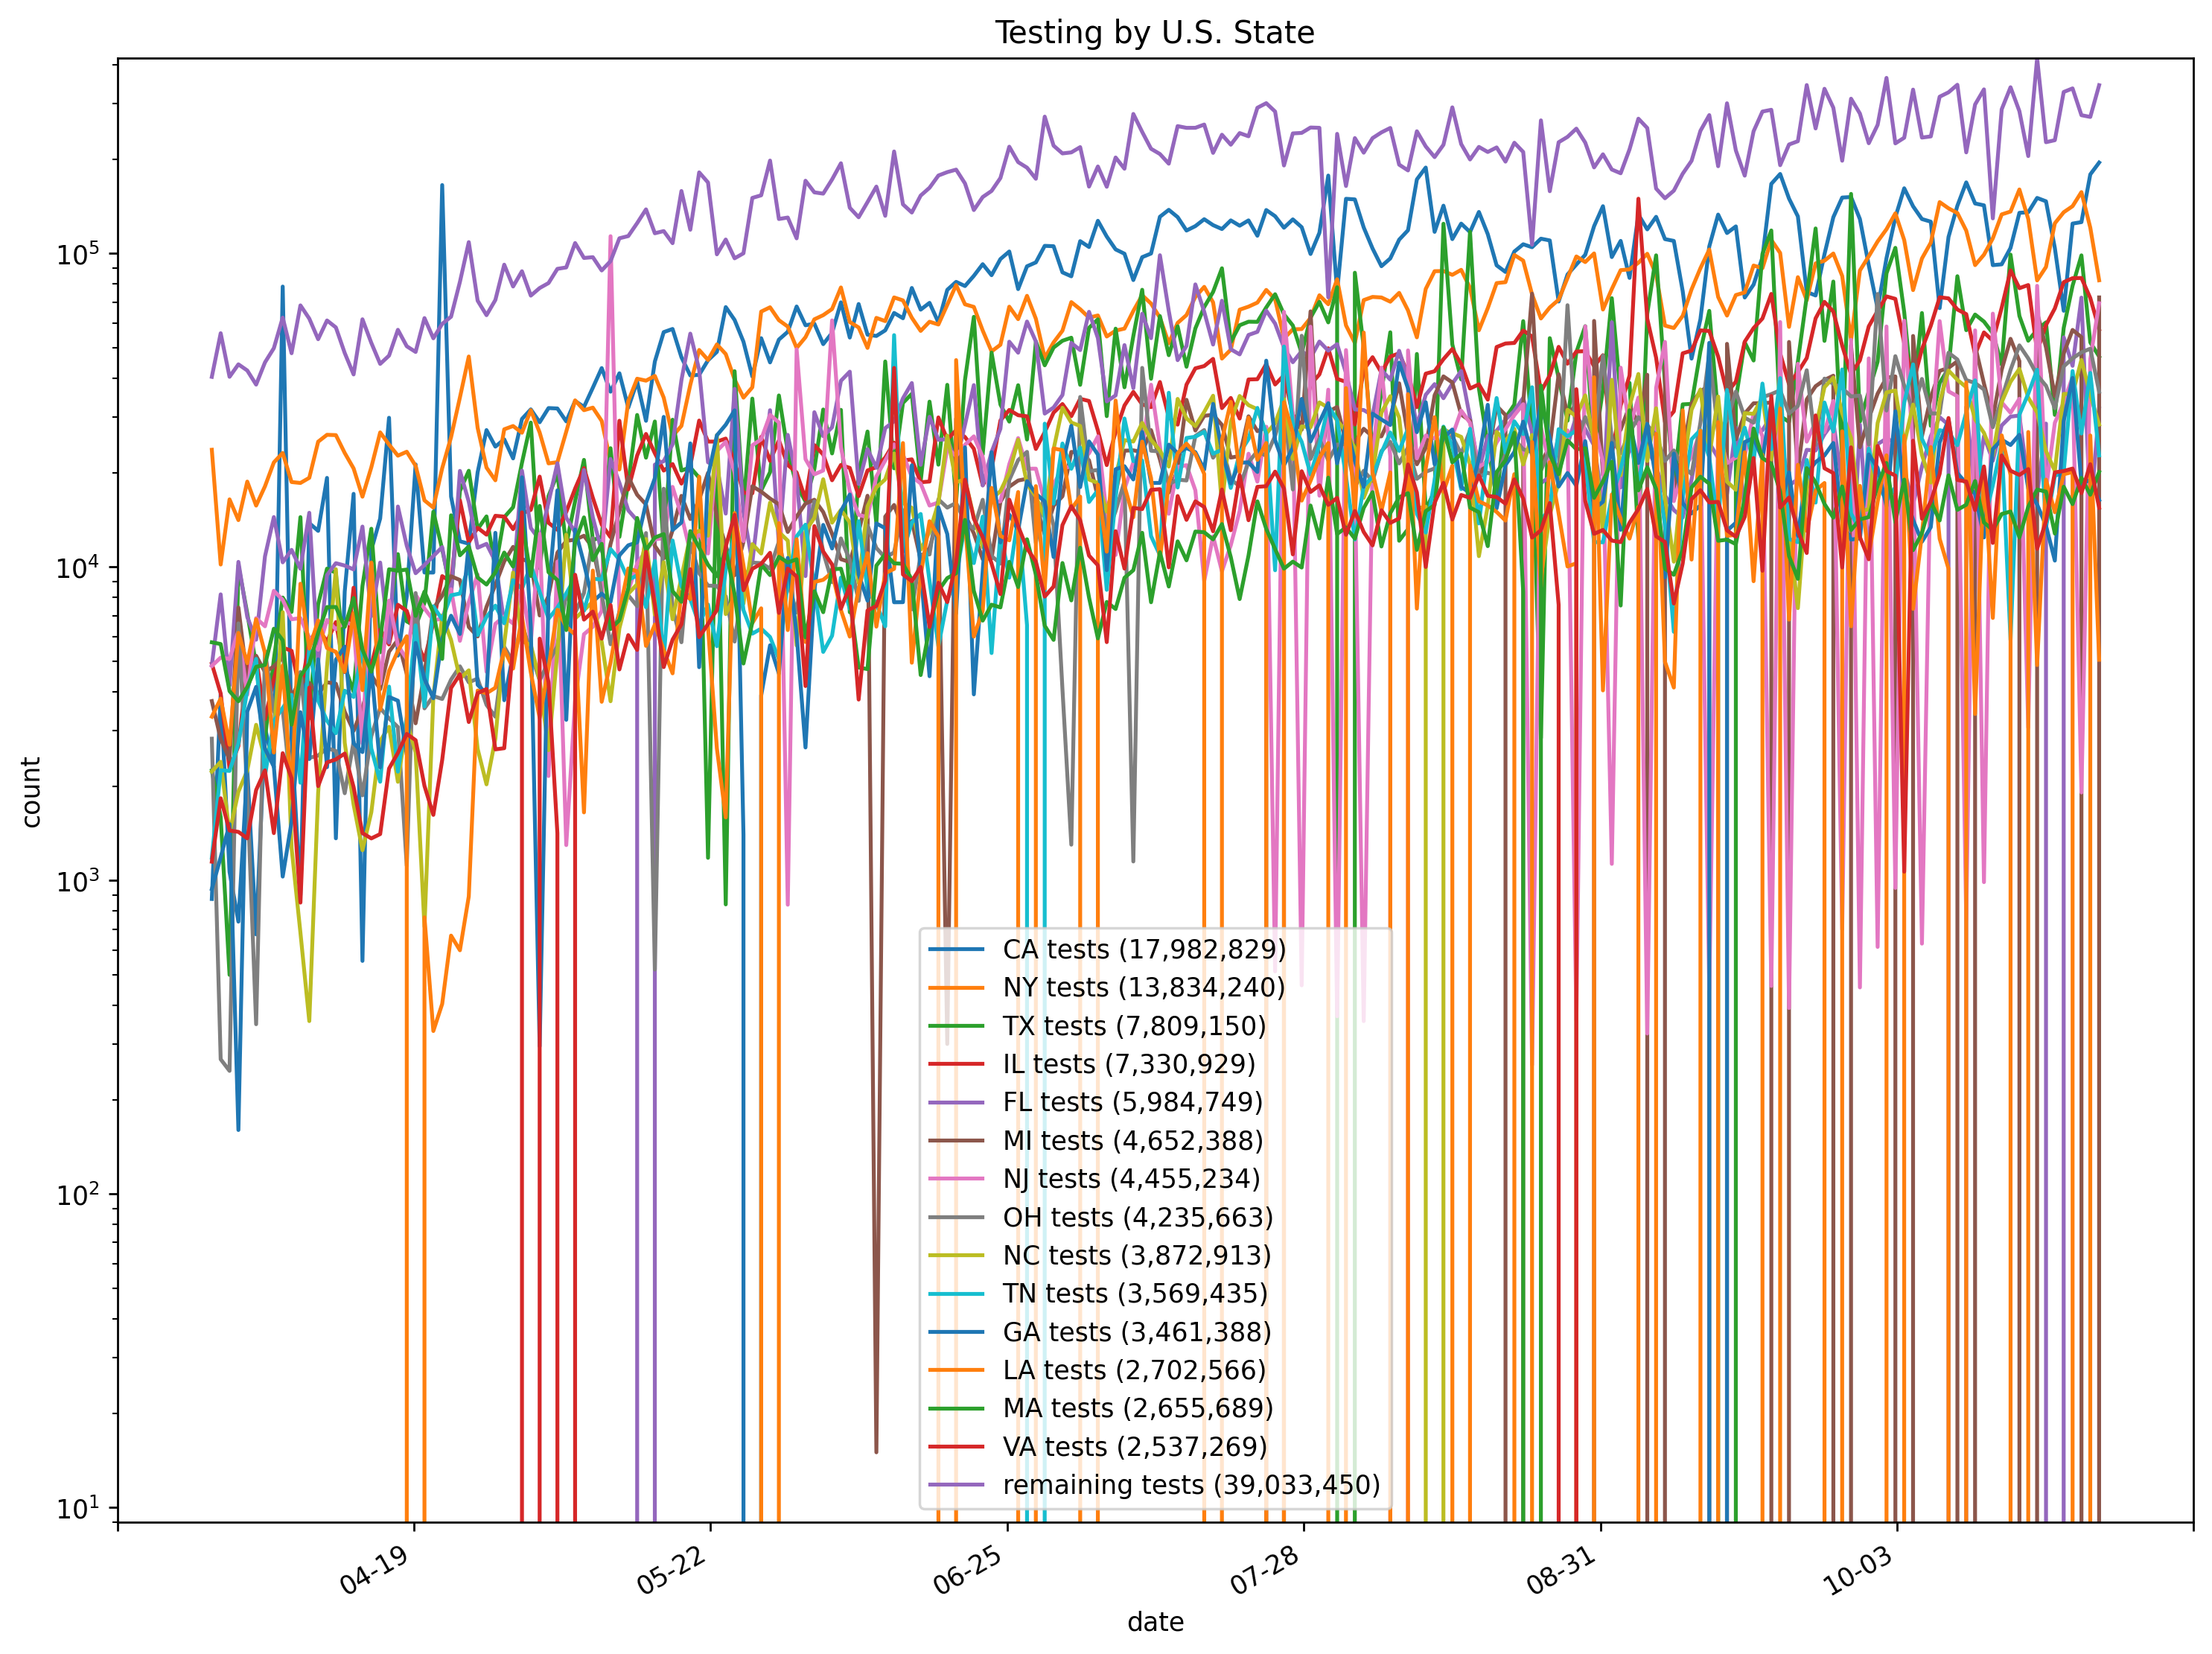 Testing by U.S. State
10^5
10^4
10^3
10^2
10^1
count
CA tests (17,982,829)
NY tests (13,834,240)
TX tests (7,809,150)
IL tests (7,330,929)
FL tests (5,984,749)
MI tests (4,652,388)
NJ tests (4,455,234)
OH tests (4,235,663)
NC tests (3,872,913)
TN tests (3,569,435)
GA tests (3,461,388)
LA tests (2,702,566)
MA tests (2,655,689)
VA tests (2,537,269)
remaining tests (39,033,450)
04-19
05-22
06-25
07-28
08-31
10-03
date